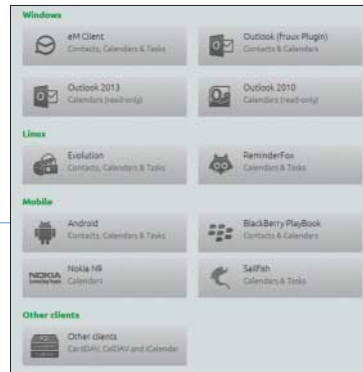 Windows
eM Client
Contacts, Calendars & Tasks
Outlook (fruux Plugin)
Contacts & Calendars
Outlook 2013
Calendars (read-only)
Outlook 2010
Calendars (read-only)
Linux
Evolution
Contacts, Calendars & Tasks
ReminderFox
Calendars & Tasks
Mobile
Android
Contacts, Calendars & Tasks
BlackBerry PlayBook
Contacts & Calendars
NOKIA
Nokia N9
Calendars
Sailfish
Calendars & Tasks
Other clients
Other clients
CardDAV, CalDAV and iCalendar